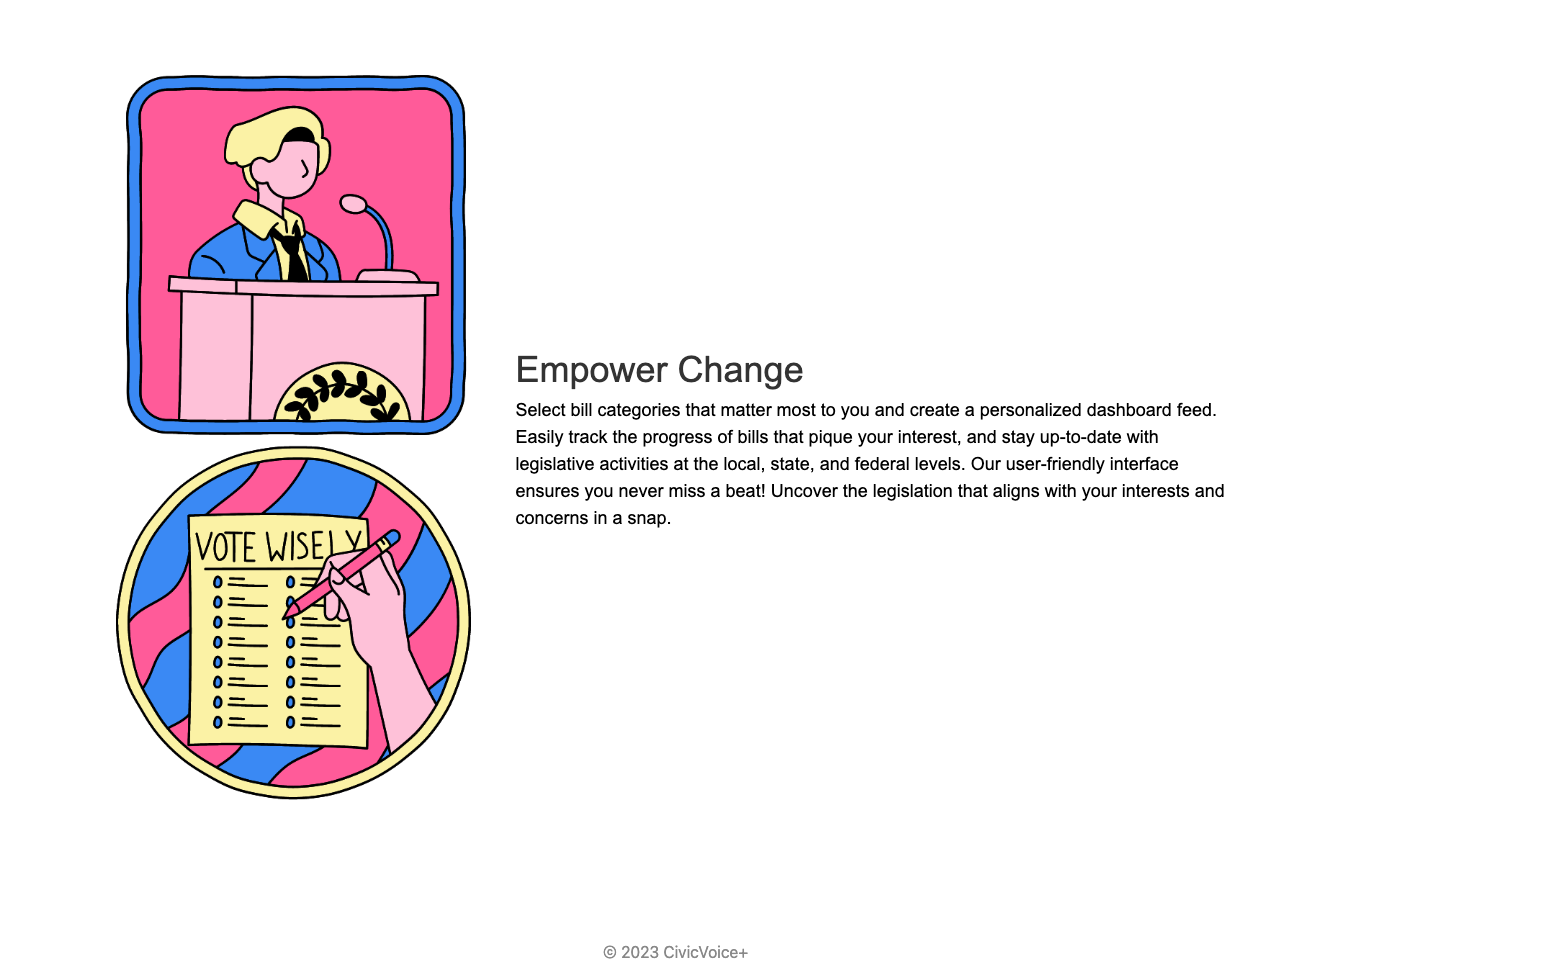 Empower Change
Select bill categories that matter most to you and create a personalized dashboard feed.
Easily track the progress of bills that pique your interest, and stay up-to-date with
legislative activities at the local, state, and federal levels. Our user-friendly interface
ensures you never miss a beat! Uncover the legislation that aligns with your interests and
concerns in a snap.
VOTE WISELY
© 2023 CivicVoice+